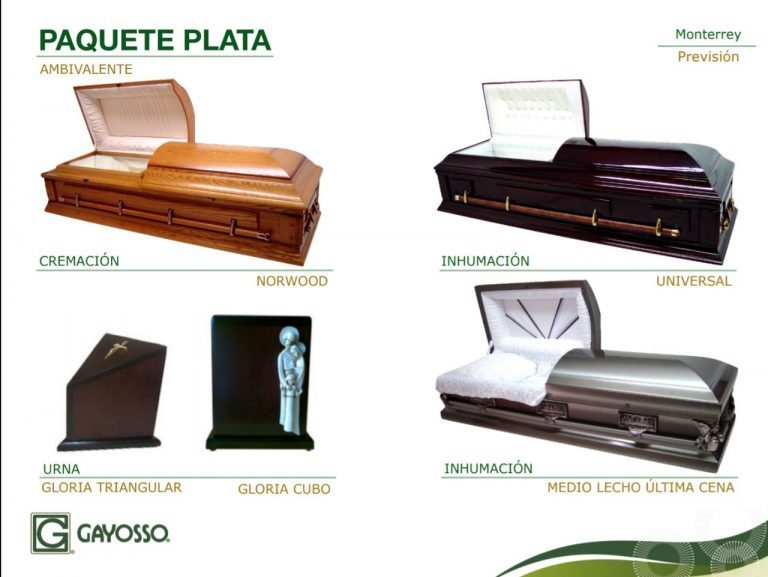 PAQUETE PLATA
Monterrey
AMBIVALENTE
Previsión
CREMACIÓN
NORWOOD
INHUMACIÓN
UNIVERSAL
URNA
GLORIA TRIANGULAR
GLORIA CUBO
INHUMACIÓN
MEDIO LECHO ÚLTIMA CENA
G
®
GAYOSSO®